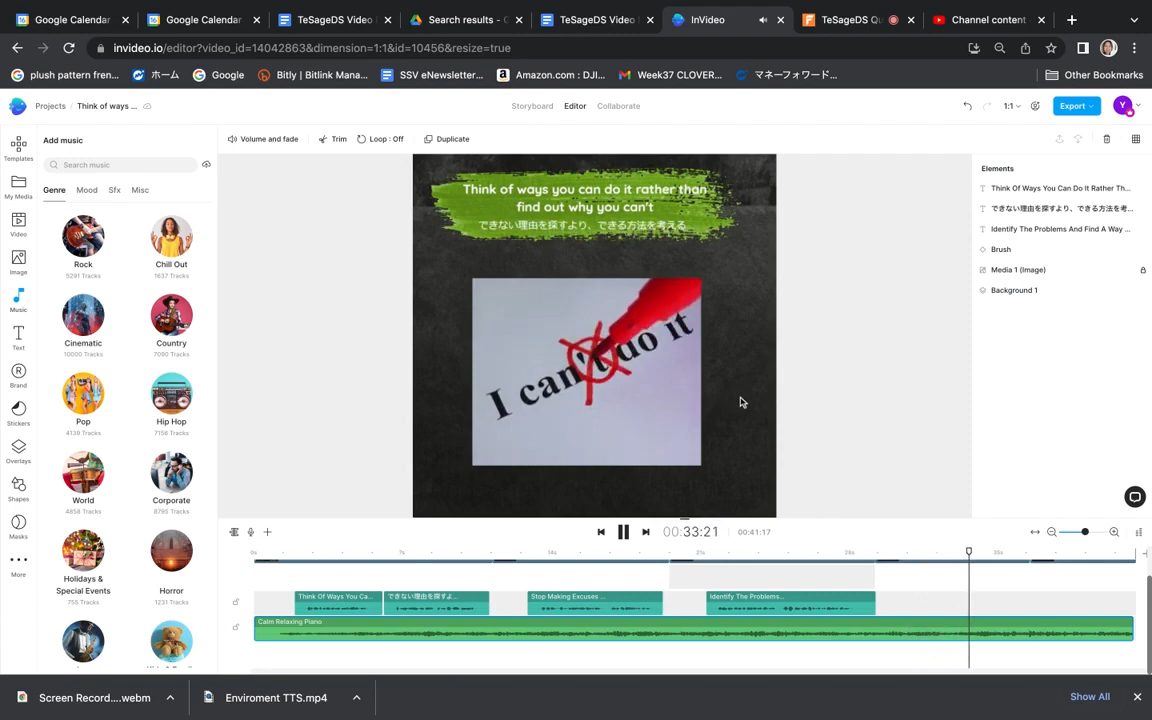 Google Calendar
Google Calendar
TeSageDS Video
Search results - G
TeSageDS Video
InVideo
TeSageDS Qu
Channel content
invideo.io/editor?video_id=14042863&dimension=1:1&id=10456&resize=true
plush pattern fren...
ホーム
Google
Bitly | Bitlink Mana...
SSV eNewsletter...
Amazon.com : DJI...
Week37 CLOVER...
マネーフォワード...
Other Bookmarks
Projects / Think of ways ...
Storyboard
Editor
Collaborate
1:1
Export
Y
Templates
My Media
Video
Image
Music
Text
Brand
Stickers
Overlays
Shapes
Masks
More
Add music
Search music
Genre
Mood
Sfx
Misc
Rock
5291 Tracks
Chill Out
1637 Tracks
Cinematic
10000 Tracks
Country
7090 Tracks
Pop
4139 Tracks
Hip Hop
7156 Tracks
World
4858 Tracks
Corporate
8795 Tracks
Holidays &
Special Events
755 Tracks
Horror
1231 Tracks
Volume and fade
Trim
Loop : Off
Duplicate
Think of ways you can do it rather than
find out why you can't
できない理由を探すより、できる方法を考える
I can't do it
Elements
Think Of Ways You Can Do It Rather Th...
できない理由を探すより、できる方法を考...
Identify The Problems And Find A Way ...
Brush
Media 1 (Image)
Background 1
00:33:21
00:41:17
0s
7s
14s
21s
28s
35s
Think Of Ways You Ca...
できない理由を探すよ...
Stop Making Excuses ...
Identify The Problems...
Calm Relaxing Piano
Screen Record....webm
Enviroment TTS.mp4
Show All